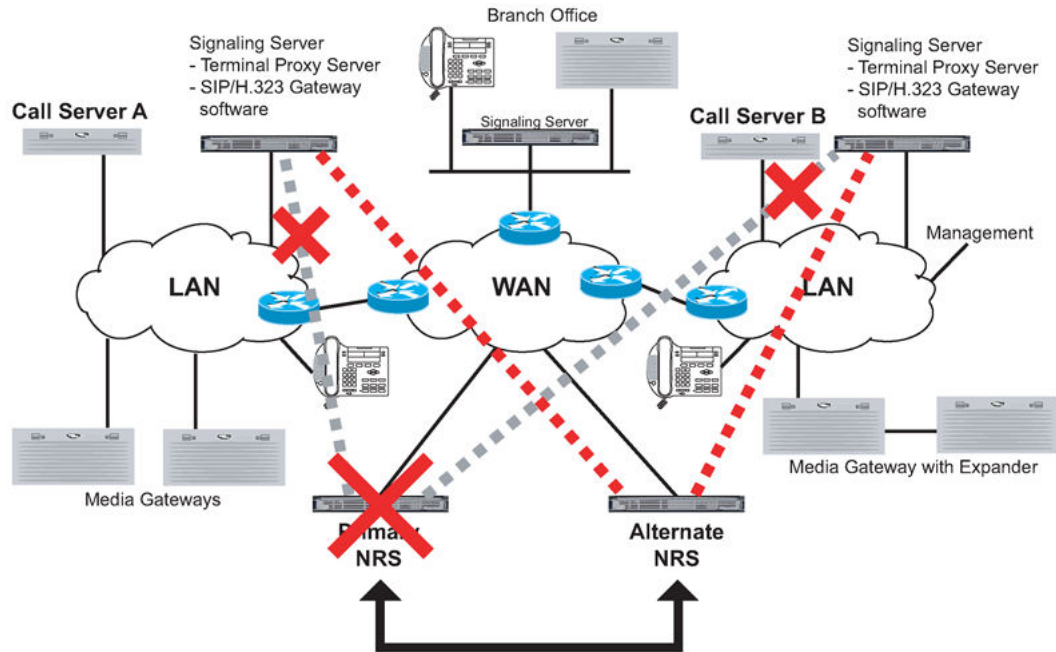 Branch Office
Signaling Server
- Terminal Proxy Server
- SIP/H.323 Gateway
software
Call Server A
Signaling Server
Signaling Server
- Terminal Proxy Server
- SIP/H.323 Gateway
software
Call Server B
Management
LAN
WAN
LAN
Media Gateways
Media Gateway with Expander
Primary
NRS
Alternate
NRS